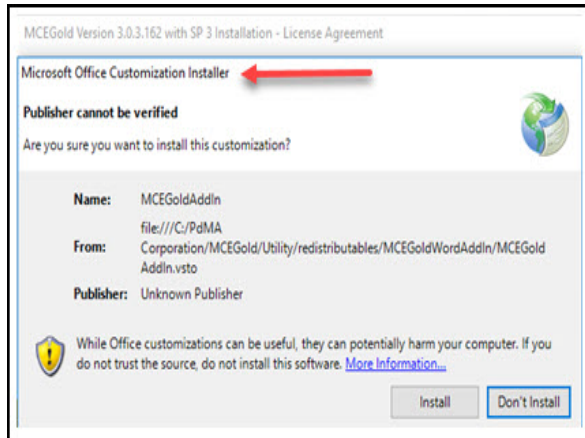 MCEGold Version 3.0.3.162 with SP 3 Installation - License Agreement
Microsoft Office Customization Installer
Publisher cannot be verified
Are you sure you want to install this customization?
Name: MCEGoldAddIn
file:///C:/PdMA
From: Corporation/MCEGold/Utility/redistributables/MCEGoldWordAddIn/MCEGold
AddIn.vsto
Publisher: Unknown Publisher
While Office customizations can be useful, they can potentially harm your computer. If you
do not trust the source, do not install this software. More Information...
Install Don't Install